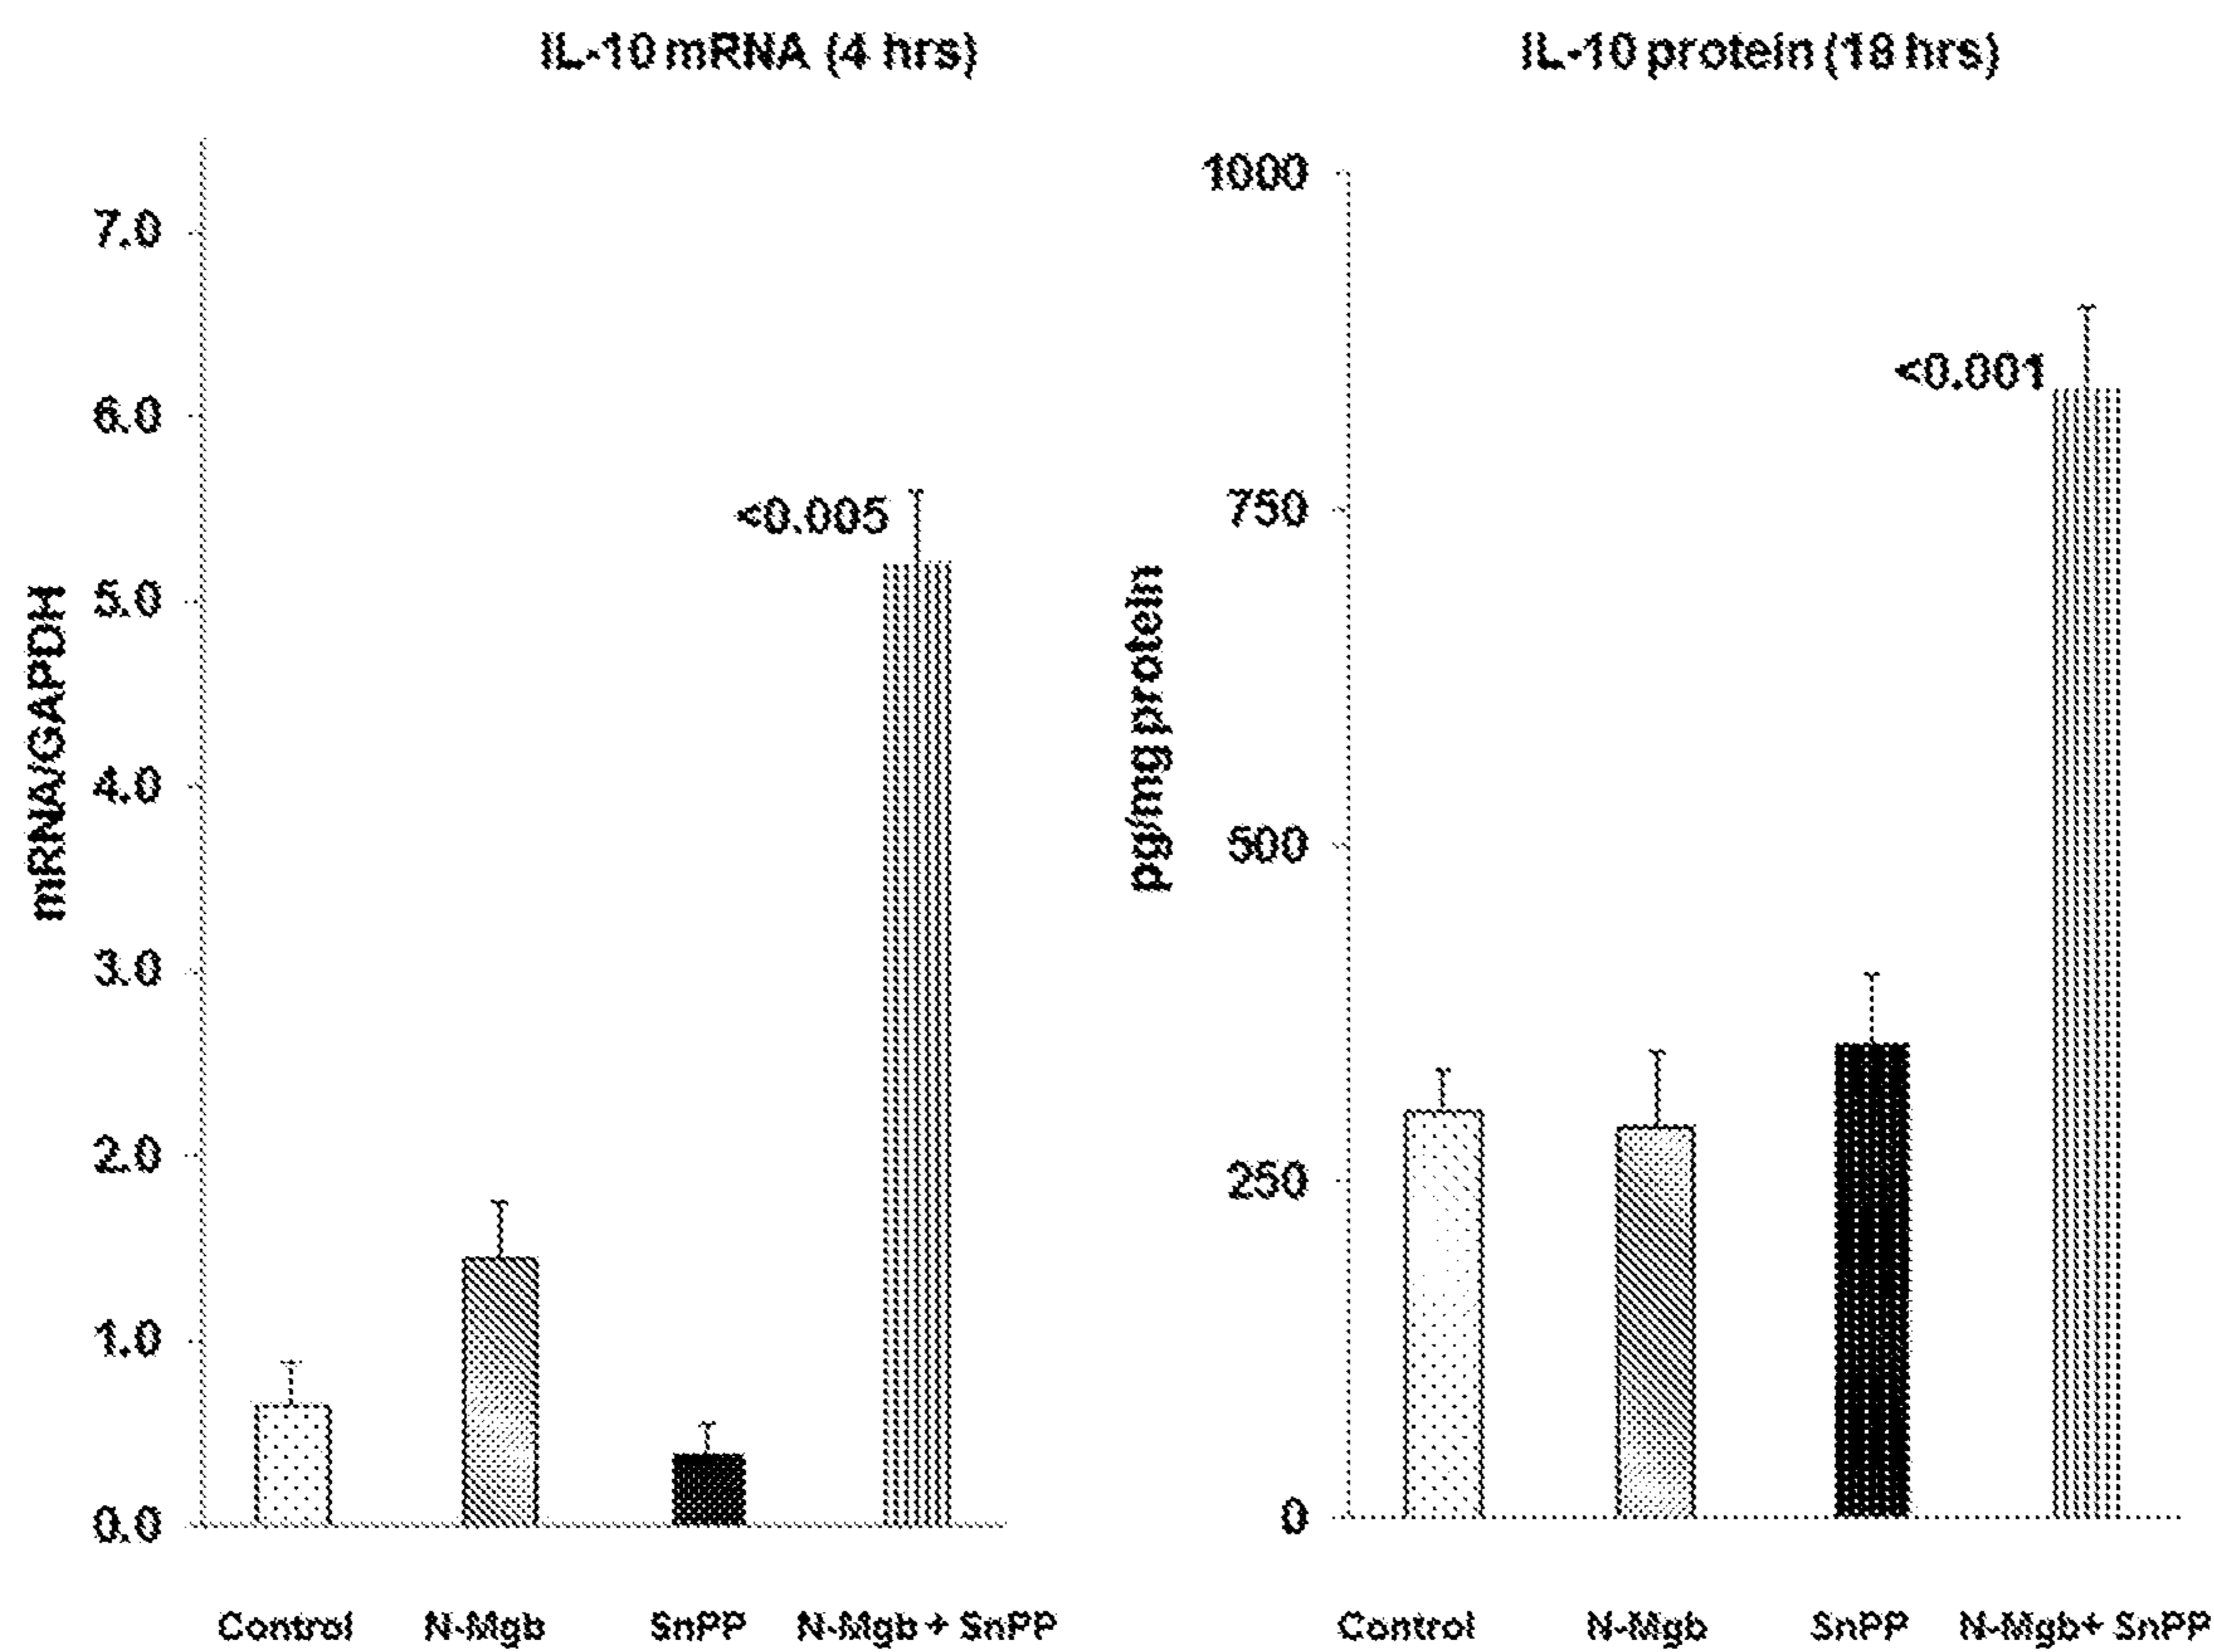 IL-10 mRNA (4 hrs)
mRNA/GAPDH
7.0
6.0
5.0
4.0
3.0
2.0
1.0
0.0
<0.005
Control N-Mgb SnPP N-Mgb + SnPP
IL-10 protein (18 hrs)
pg/mg protein
1000
750
500
250
0
<0.001
Control N-Mgb SnPP N-Mgb+ SnPP